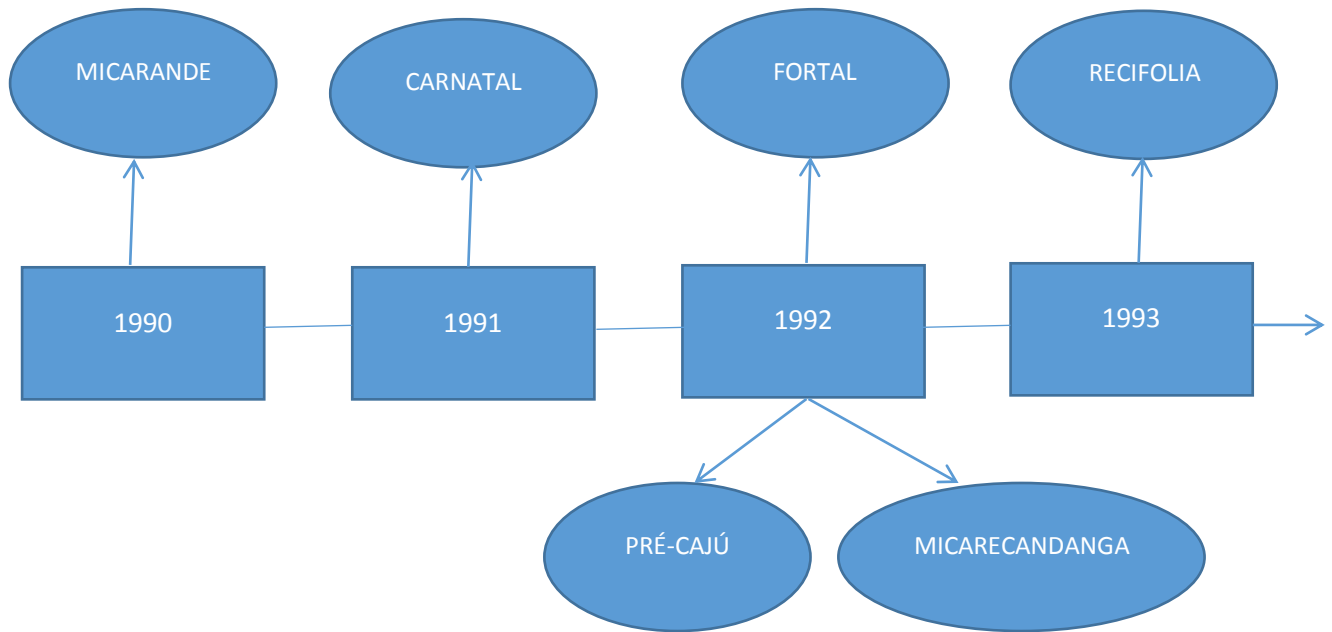 MICARANDE
CARNATAL
FORTAL
RECIFOLIA
1990
1991
1992
1993
PRÉ-CAJÚ
MICARECANDANGA